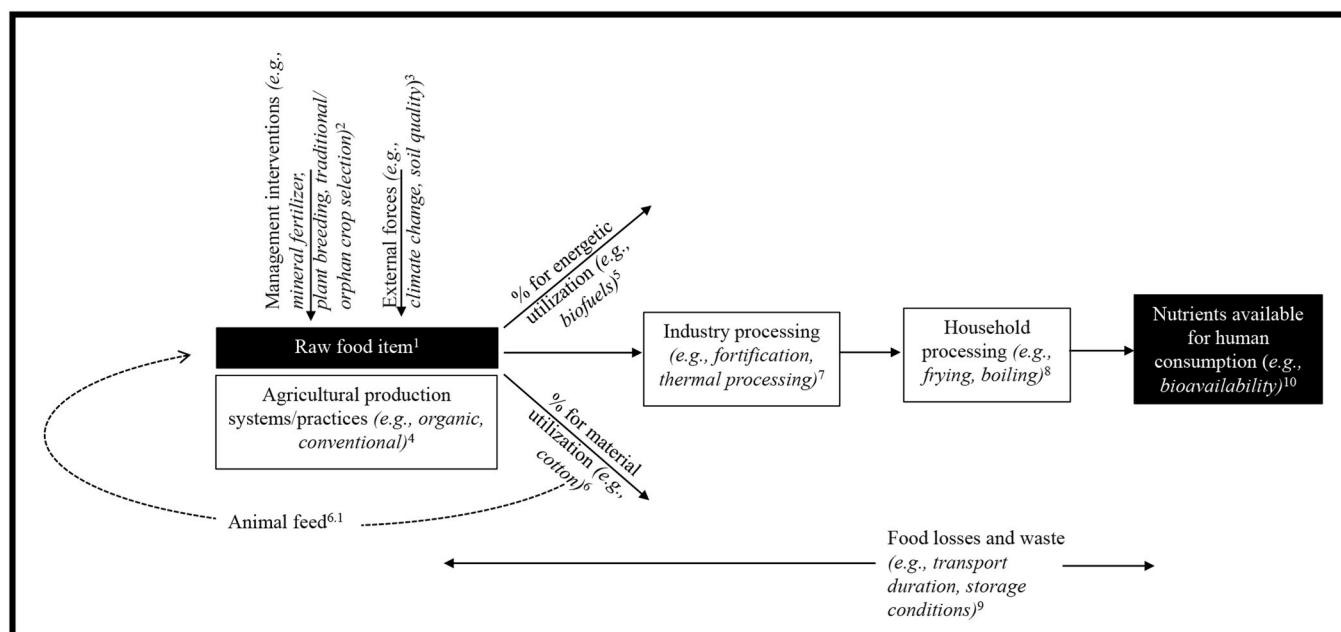 Management interventions (e.g.,
mineral fertilizer,
plant breeding, traditional/
orphan crop selection)²
External forces (e.g.,
climate change, soil quality)³
% for energetic
utilization (e.g.,
biofuels)⁵
Raw food item¹
Agricultural production
systems/practices (e.g., organic,
conventional)⁴
% for material
utilization (e.g.,
cotton)⁶
Animal feed⁶·¹
Industry processing
(e.g., fortification,
thermal processing)⁷
Household
processing (e.g.,
frying, boiling)⁸
Nutrients available
for human
consumption (e.g.,
bioavailability)¹⁰
Food losses and waste
(e.g., transport
duration, storage
conditions)⁹